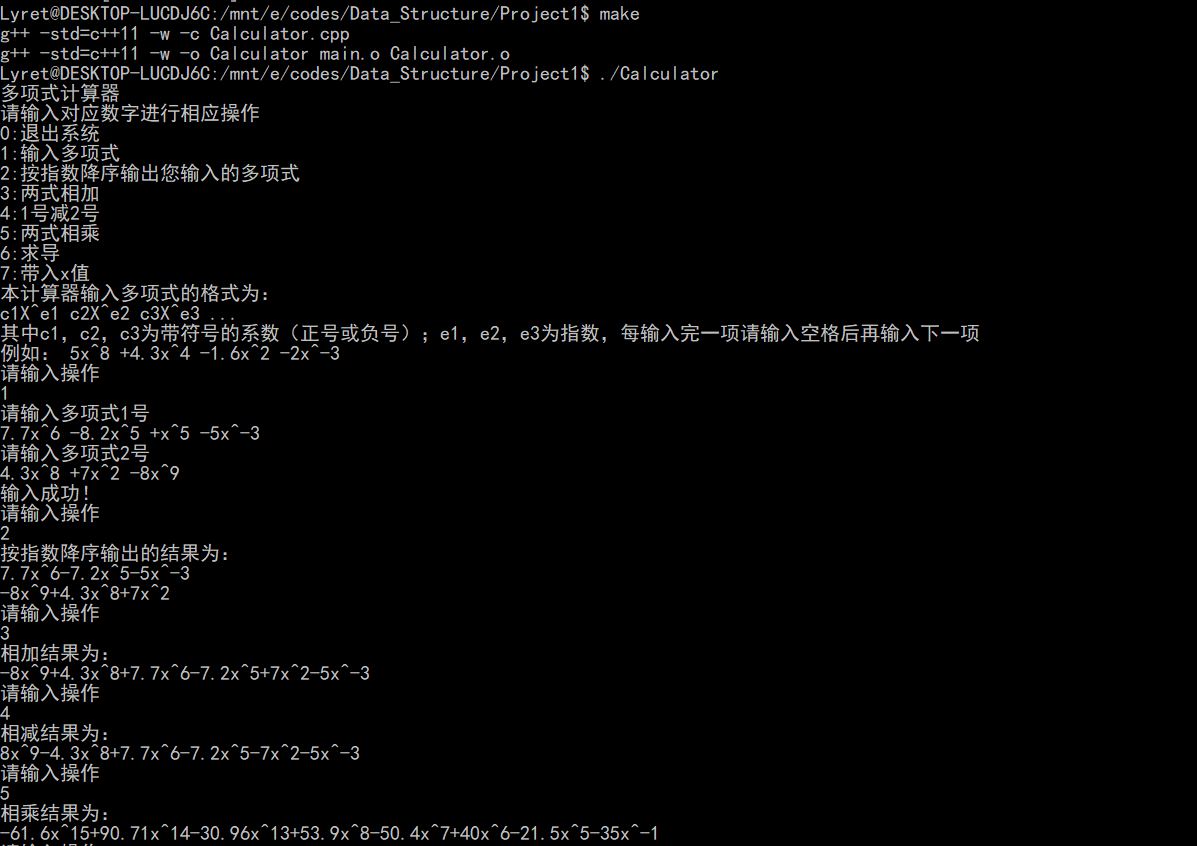 Lyret@DESKTOP-LUCDJ6C:/mnt/e/codes/Data_Structure/Project1$ make
g++ -std=c++11 -w -c Calculator.cpp
g++ -std=c++11 -w -o Calculator main.o Calculator.o
Lyret@DESKTOP-LUCDJ6C:/mnt/e/codes/Data_Structure/Project1$ ./Calculator
多项式计算器
请输入对应数字进行相应操作
0:退出系统
1:输入多项式
2:按指数降序输出您输入的多项式
3:两式相加
4:1号减2号
5:两式相乘
6:求导
7:带入x值
本计算器输入多项式的格式为:
c1X^e1 c2X^e2 c3X^e3 ...
其中c1，c2，c3为带符号的系数（正号或负号）；e1，e2，e3为指数，每输入完一项请输入空格后再输入下一项
例如： 5x^8 +4.3x^4 -1.6x^2 -2x^-3
请输入操作
1
请输入多项式1号
7.7x^6 -8.2x^5 +x^5 -5x^-3
请输入多项式2号
4.3x^8 +7x^2 -8x^9
输入成功!
请输入操作
2
按指数降序输出的结果为:
7.7x^6-7.2x^5-5x^-3
-8x^9+4.3x^8+7x^2
请输入操作
3
相加结果为:
-8x^9+4.3x^8+7.7x^6-7.2x^5+7x^2-5x^-3
请输入操作
4
相减结果为:
8x^9-4.3x^8+7.7x^6-7.2x^5-7x^2-5x^-3
请输入操作
5
相乘结果为:
-61.6x^15+90.71x^14-30.96x^13+53.9x^8-50.4x^7+40x^6-21.5x^5-35x^-1